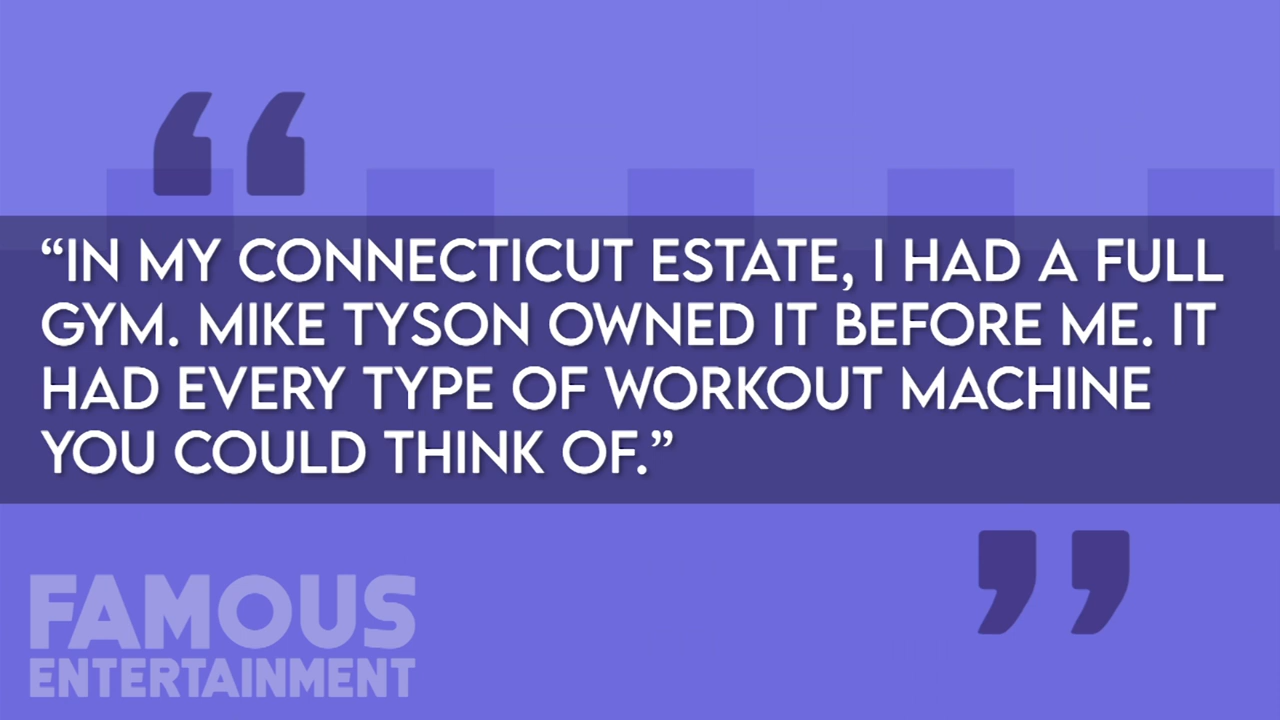 “IN MY CONNECTICUT ESTATE, I HAD A FULL
GYM. MIKE TYSON OWNED IT BEFORE ME. IT
HAD EVERY TYPE OF WORKOUT MACHINE
YOU COULD THINK OF.”
FAMOUS
ENTERTAINMENT